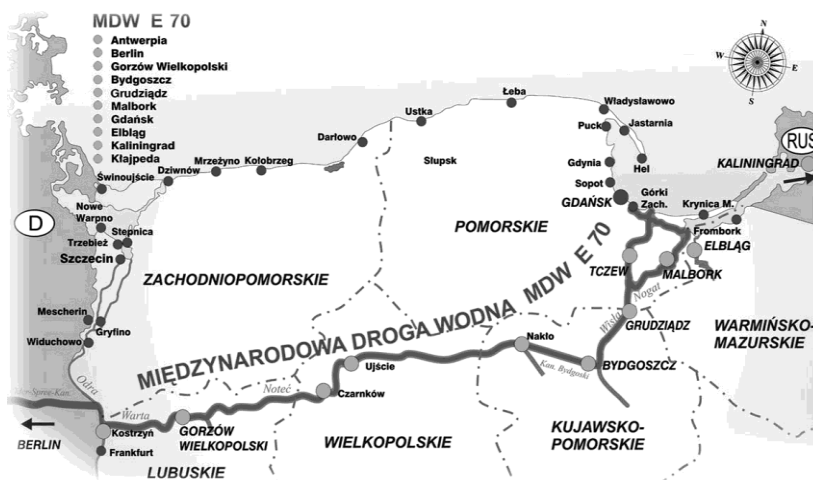 MDW E 70
Antwerpia
Berlin
Gorzów Wielkopolski
Bydgoszcz
Grudziądz
Malbork
Gdańsk
Elbląg
Kaliningrad
Kłajpeda
N
W
E
S
Łeba
Władysławowo
Ustka
Puck
Jastarnia
RUS
Darłowo
Mrzeżyno
Kołobrzeg
Słupsk
Dziwnów
Świnoujście
Gdynia
Hel
KALININGRAD
Sopot
Górki
Zach.
GDAŃSK
Krynica M.
Frombork
ELBLĄG
D
Nowe
Warpno
Stepnica
Trzebież
Szczecin
POMORSKIE
ZACHODNIOPOMORSKIE
TCZEW
MALBORK
Nogat
Wisła
Mescherin
Gryfino
Widuchowo
GRUDZIĄDZ
WARMIŃSKO-
MAZURSKIE
MIĘDZYNARODOWA DROGA WODNA MDW E 70
Nakło
Kan. Bydgoski
BYDGOSZCZ
Ujście
Czarnków
Noteć
Odra
Warta
BERLIN
Kostrzyń
Frankfurt
GORZÓW
WIELKOPOLSKI
LUBUSKIE
WIELKOPOLSKIE
KUJAWSKO-
POMORSKIE